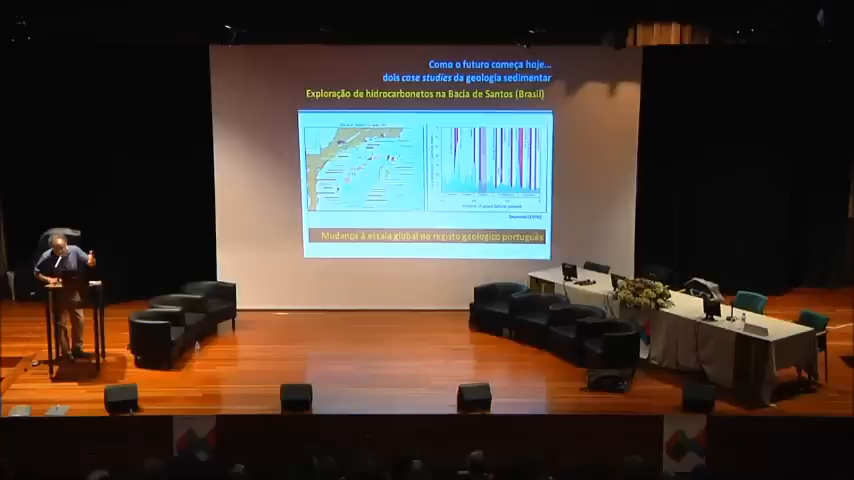 Como o futuro começa hoje...
dois case studies da geologia sedimentar
Exploração de hidrocarbonetos na Bacia de Santos (Brasil)
Mudança à escala global no registo geológico português